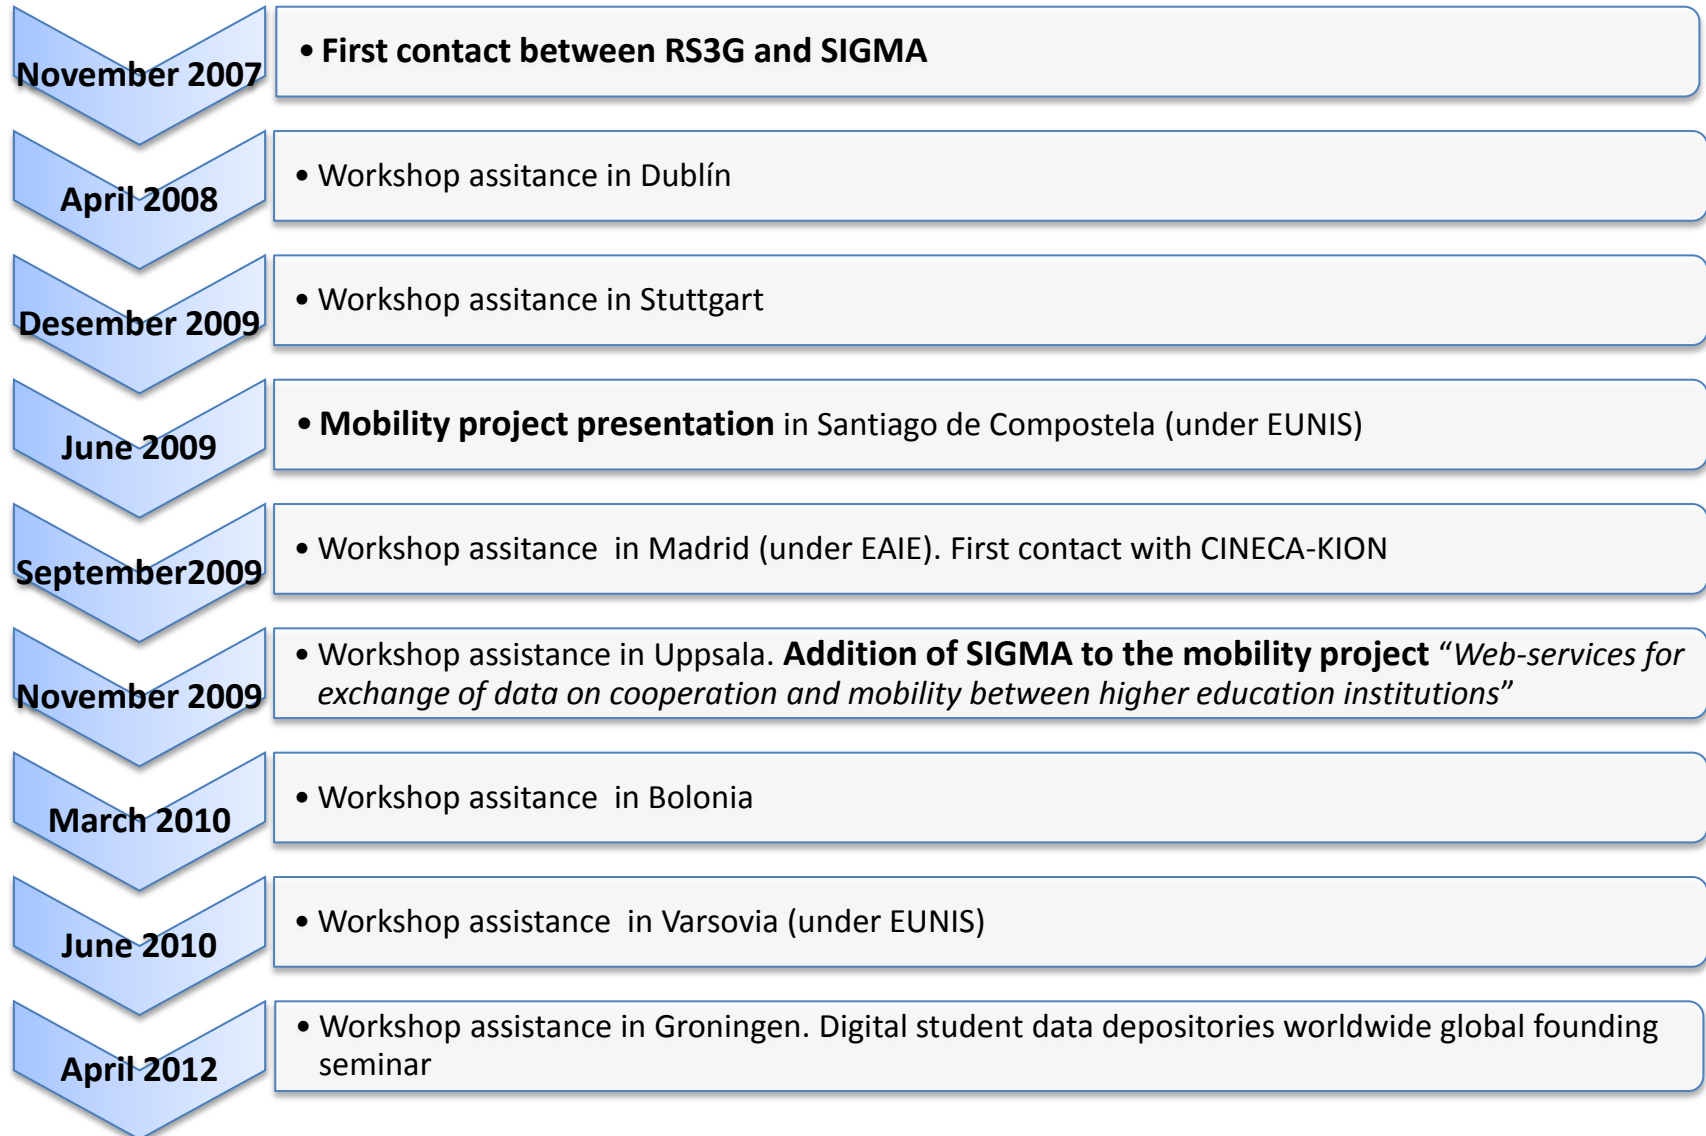 November 2007
• First contact between RS3G and SIGMA
April 2008
• Workshop assitance in Dublín
Desember 2009
• Workshop assitance in Stuttgart
June 2009
• Mobility project presentation in Santiago de Compostela (under EUNIS)
September2009
• Workshop assitance  in Madrid (under EAIE). First contact with CINECA-KION
November 2009
• Workshop assistance in Uppsala. Addition of SIGMA to the mobility project “Web-services for
exchange of data on cooperation and mobility between higher education institutions”
March 2010
• Workshop assitance  in Bolonia
June 2010
• Workshop assistance  in Varsovia (under EUNIS)
April 2012
• Workshop assistance in Groningen. Digital student data depositories worldwide global founding
seminar